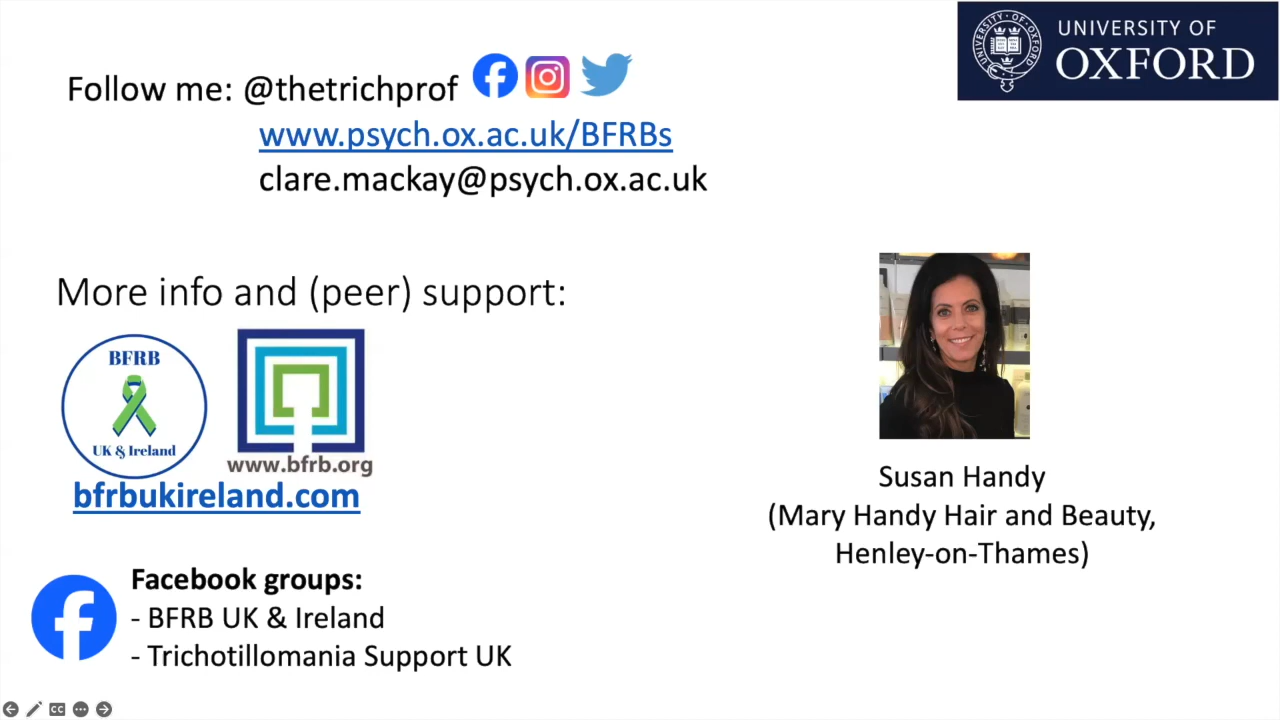 UNIVERSITY OF
OXFORD
Follow me: @thetrichprof
www.psych.ox.ac.uk/BFRBs
clare.mackay@psych.ox.ac.uk
More info and (peer) support:
BFRB
UK & Ireland
www.bfrb.org
bfrbukireland.com
Susan Handy
(Mary Handy Hair and Beauty,
Henley-on-Thames)
Facebook groups:
- BFRB UK & Ireland
- Trichotillomania Support UK
CC